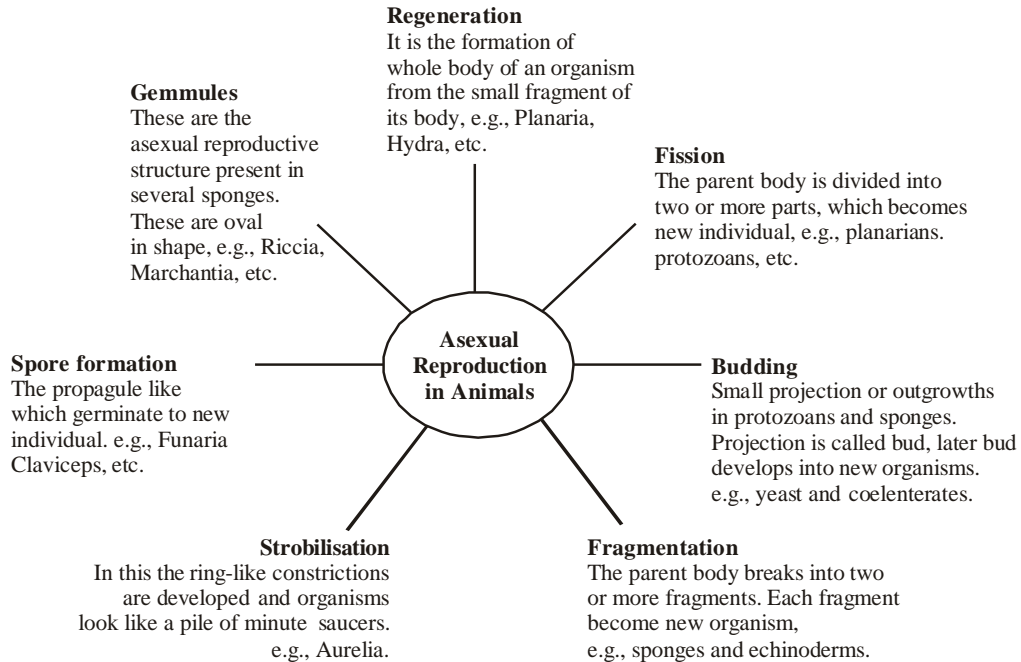 Regeneration
It is the formation of
whole body of an organism
from the small fragment of
its body, e.g., Planaria,
Hydra, etc.
Gemmules
These are the
asexual reproductive
structure present in
several sponges.
These are oval
in shape, e.g., Riccia,
Marchantia, etc.
Fission
The parent body is divided into
two or more parts, which becomes
new individual, e.g., planarians.
protozoans, etc.
Asexual
Reproduction
in Animals
Spore formation
The propagule like
which germinate to new
individual. e.g., Funaria
Claviceps, etc.
Budding
Small projection or outgrowths
in protozoans and sponges.
Projection is called bud, later bud
develops into new organisms.
e.g., yeast and coelenterates.
Strobilisation
In this the ring-like constrictions
are developed and organisms
look like a pile of minute saucers.
e.g., Aurelia.
Fragmentation
The parent body breaks into two
or more fragments. Each fragment
become new organism,
e.g., sponges and echinoderms.